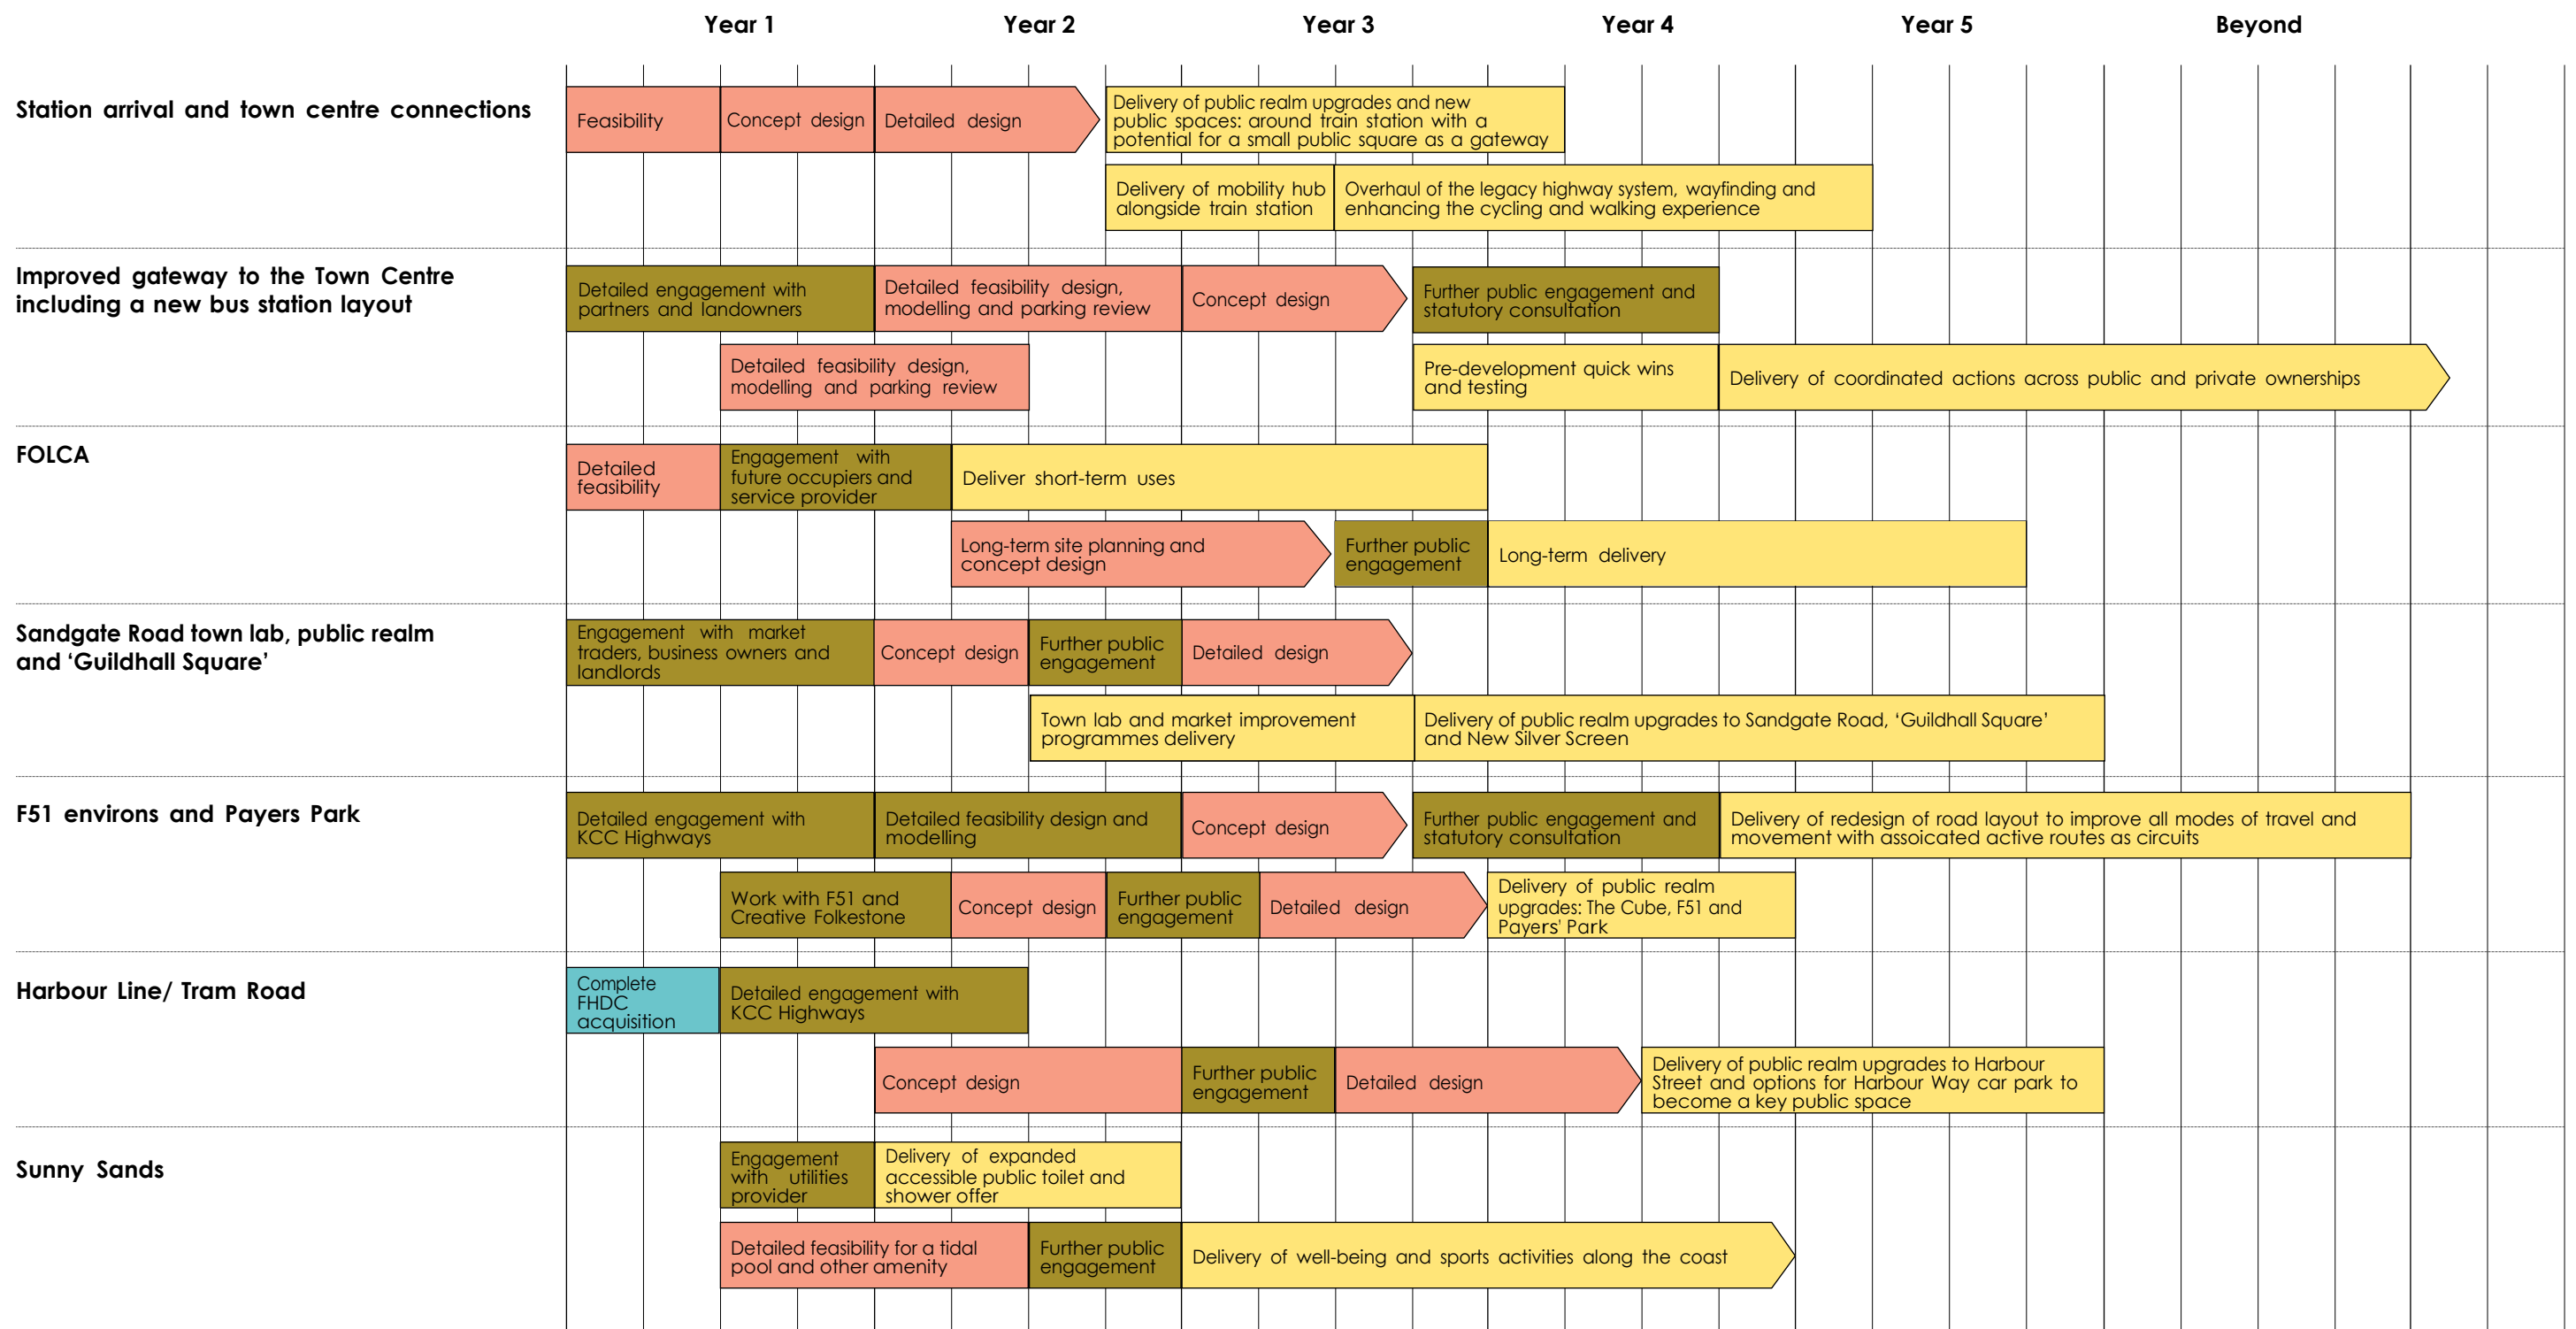 Year 1
Year 2
Year 3
Year 4
Year 5
Beyond
Station arrival and town centre connections
Feasibility
Concept design
Detailed design
Delivery of public realm upgrades and new
public spaces: around train station with a
potential for a small public square as a gateway
Delivery of mobility hub
alongside train station
Overhaul of the legacy highway system, wayfinding and
enhancing the cycling and walking experience
Improved gateway to the Town Centre
including a new bus station layout
Detailed engagement with
partners and landowners
Detailed feasibility design,
modelling and parking review
Concept design
Further public engagement and
statutory consultation
Detailed feasibility design,
modelling and parking review
Pre-development quick wins
and testing
Delivery of coordinated actions across public and private ownerships
FOLCA
Detailed
feasibility
Engagement with
future occupiers and
service provider
Deliver short-term uses
Long-term site planning and
concept design
Further public
engagement
Long-term delivery
Sandgate Road town lab, public realm
and ‘Guildhall Square’
Engagement with market
traders, business owners and
landlords
Concept design
Further public
engagement
Detailed design
Town lab and market improvement
programmes delivery
Delivery of public realm upgrades to Sandgate Road, ‘Guildhall Square’
and New Silver Screen
F51 environs and Payers Park
Detailed engagement with
KCC Highways
Detailed feasibility design and
modelling
Concept design
Further public engagement and
statutory consultation
Delivery of redesign of road layout to improve all modes of travel and
movement with assoicated active routes as circuits
Work with F51 and
Creative Folkestone
Concept design
Further public
engagement
Detailed design
Delivery of public realm
upgrades: The Cube, F51 and
Payers' Park
Harbour Line/ Tram Road
Complete
FHDC
acquisition
Detailed engagement with
KCC Highways
Concept design
Further public
engagement
Detailed design
Delivery of public realm upgrades to Harbour
Street and options for Harbour Way car park to
become a key public space
Sunny Sands
Engagement
with utilities
provider
Delivery of expanded
accessible public toilet and
shower offer
Detailed feasibility for a tidal
pool and other amenity
Further public
engagement
Delivery of well-being and sports activities along the coast